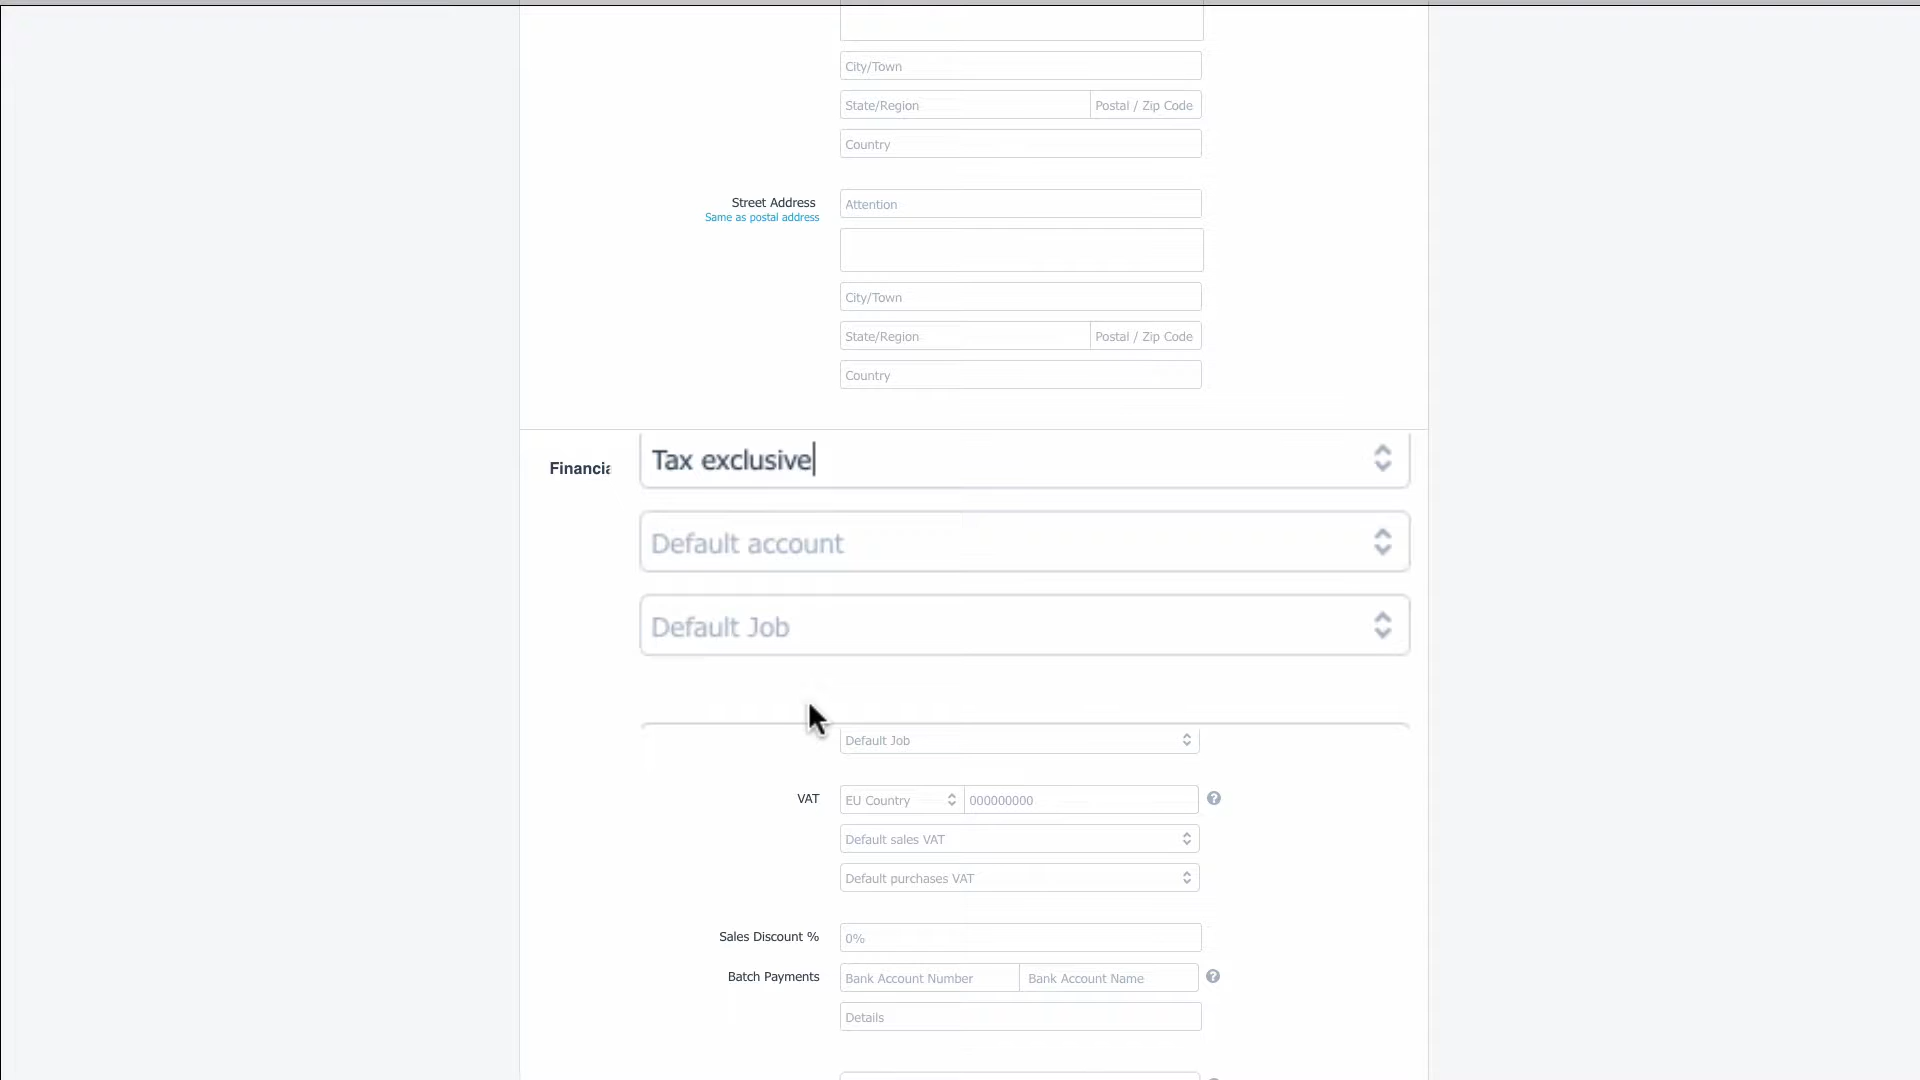 City/Town
State/Region Postal / Zip Code
Country
Street Address Attention
Same as postal address
City/Town
State/Region Postal / Zip Code
Country
Tax exclusive
Default account
Default Job
Default Job
VAT EU Country 000000000
Default sales VAT
Default purchases VAT
Sales Discount % 0%
Batch Payments Bank Account Number Bank Account Name
Details